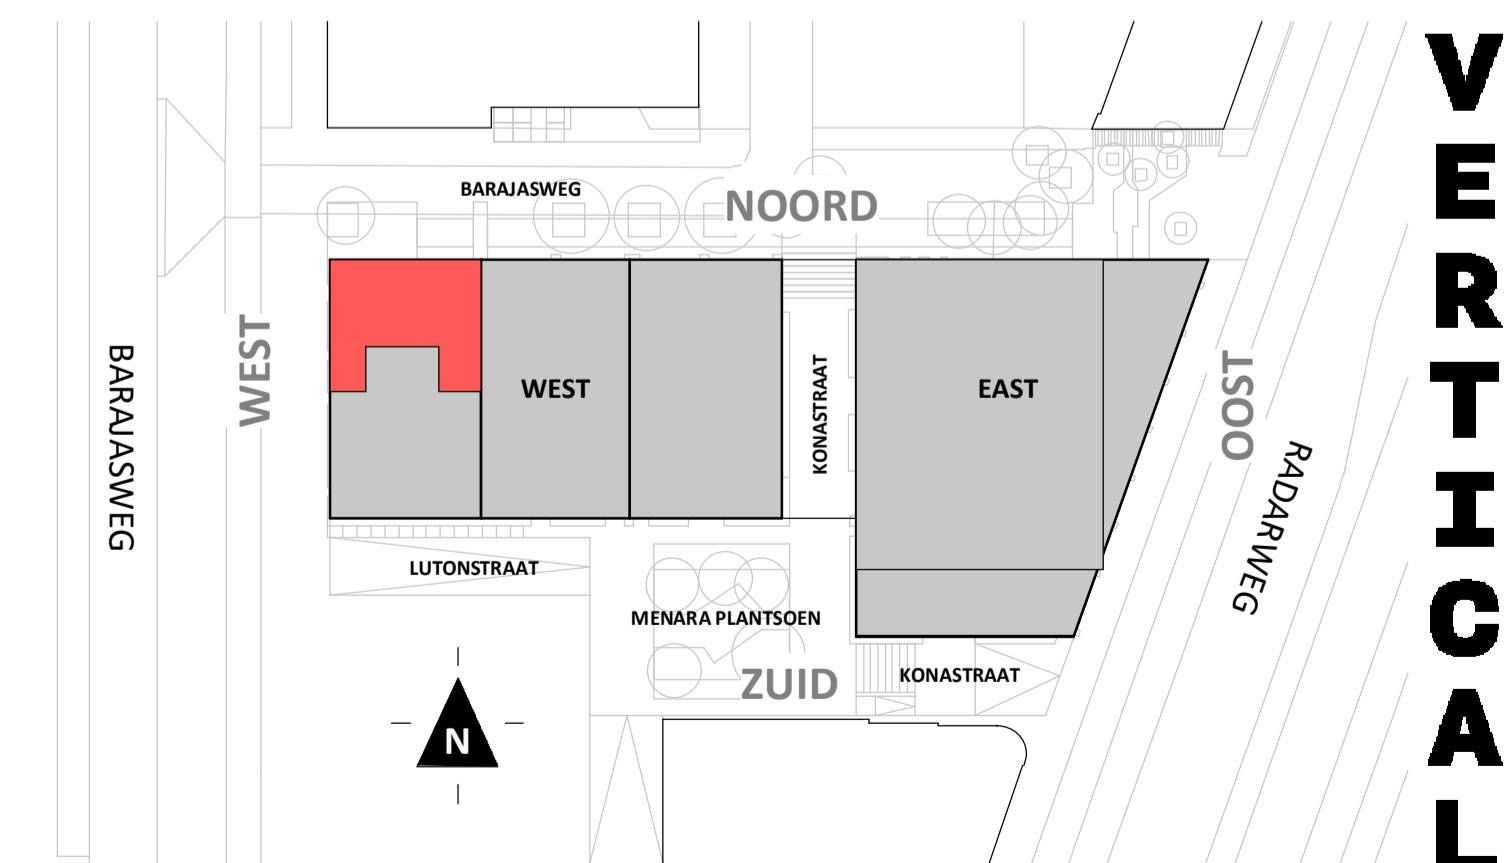 BARAJASWEG
NOORD
WEST
BARAJASWEG
WEST
KONASTRAAT
EAST
OOST
RADARWEG
LUTONSTRAAT
MENARA PLANTSOEN
ZUID
KONASTRAAT
N
VERTICAL